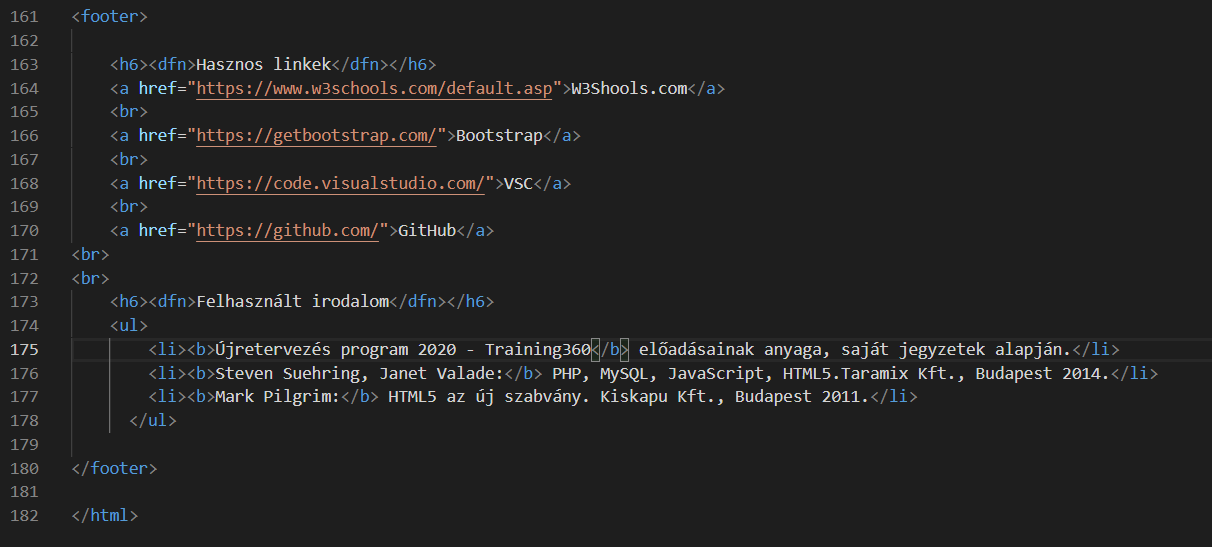 161 <footer>
162
163 <h6><dfn>Hasznos linkek</dfn></h6>
164 <a href="https://www.w3schools.com/default.asp">W3Shools.com</a>
165 <br>
166 <a href="https://getbootstrap.com/">Bootstrap</a>
167 <br>
168 <a href="https://code.visualstudio.com/">VSC</a>
169 <br>
170 <a href="https://github.com/">GitHub</a>
171 <br>
172 <br>
173 <h6><dfn>Felhasznált irodalom</dfn></h6>
174 <ul>
175 <li><b>Újretervezés program 2020 - Training360</b> előadásainak anyaga, saját jegyzetek alapján.</li>
176 <li><b>Steven Suehring, Janet Valade:</b> PHP, MySQL, JavaScript, HTML5.Taramix Kft., Budapest 2014.</li>
177 <li><b>Mark Pilgrim:</b> HTML5 az új szabvány. Kiskapu Kft., Budapest 2011.</li>
178 </ul>
179
180 </footer>
181
182 </html>